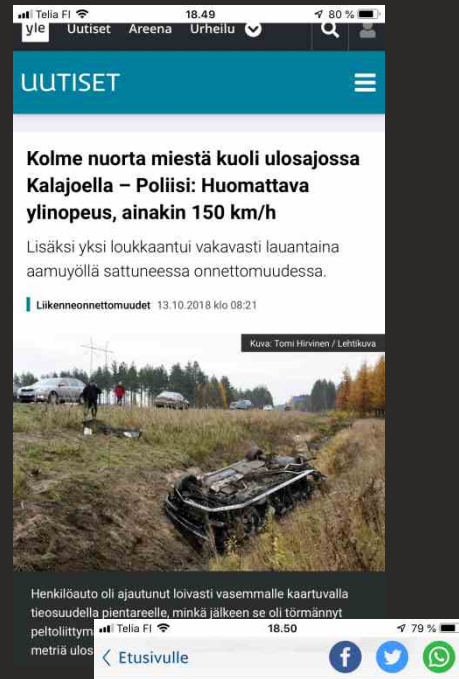 Telia FI 18.49 80 %
yle Uutiset Areena Urheilu
UUTISET
Kolme nuorta miestä kuoli ulosajossa
Kalajoella – Poliisi: Huomattava
ylinopeus, ainakin 150 km/h
Lisäksi yksi loukkaantui vakavasti lauantaina
aamuyöllä sattuneessa onnettomuudessa.
Liikenneonnettomuudet 13.10.2018 klo 08:21
Kuva: Tomi Hirvinen / Lehtikuva
Henkilöauto oli ajautunut loivasti vasemmalle kaartuvalla
tieosuudella pientareelle, minkä jälkeen se oli törmännyt
peltoliittym
metriä ulos
Telia FI 18.50 79 %
Etusivulle